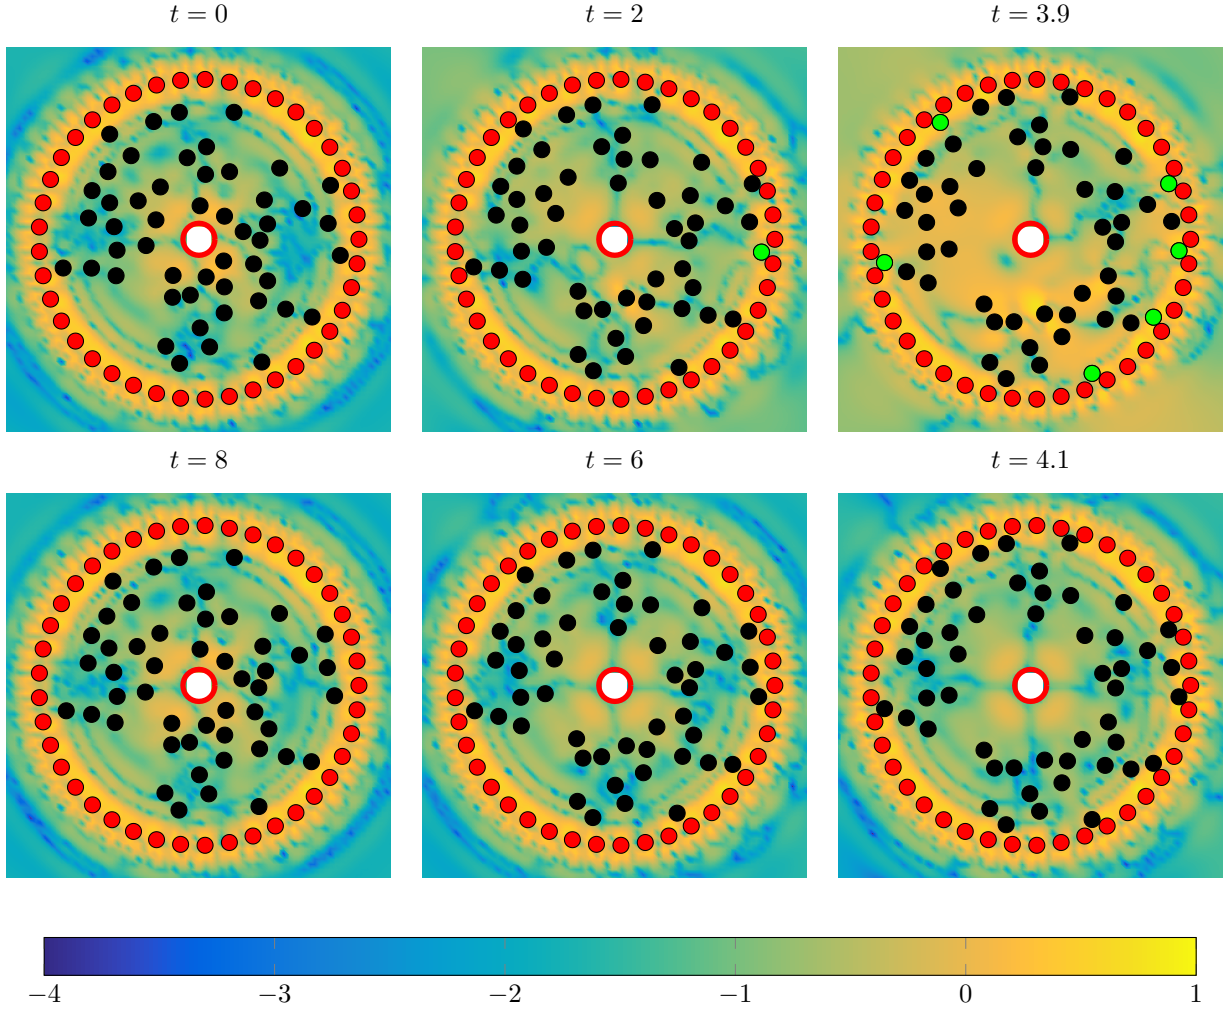 t = 0
t = 2
t = 3.9
t = 8
t = 6
t = 4.1
−4
−3
−2
−1
0
1